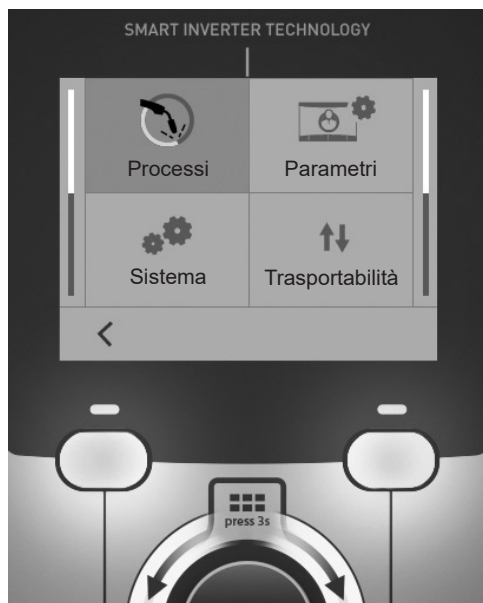 SMART INVERTER TECHNOLOGY
Processi
Parametri
Sistema
Trasportabilità
press 3s